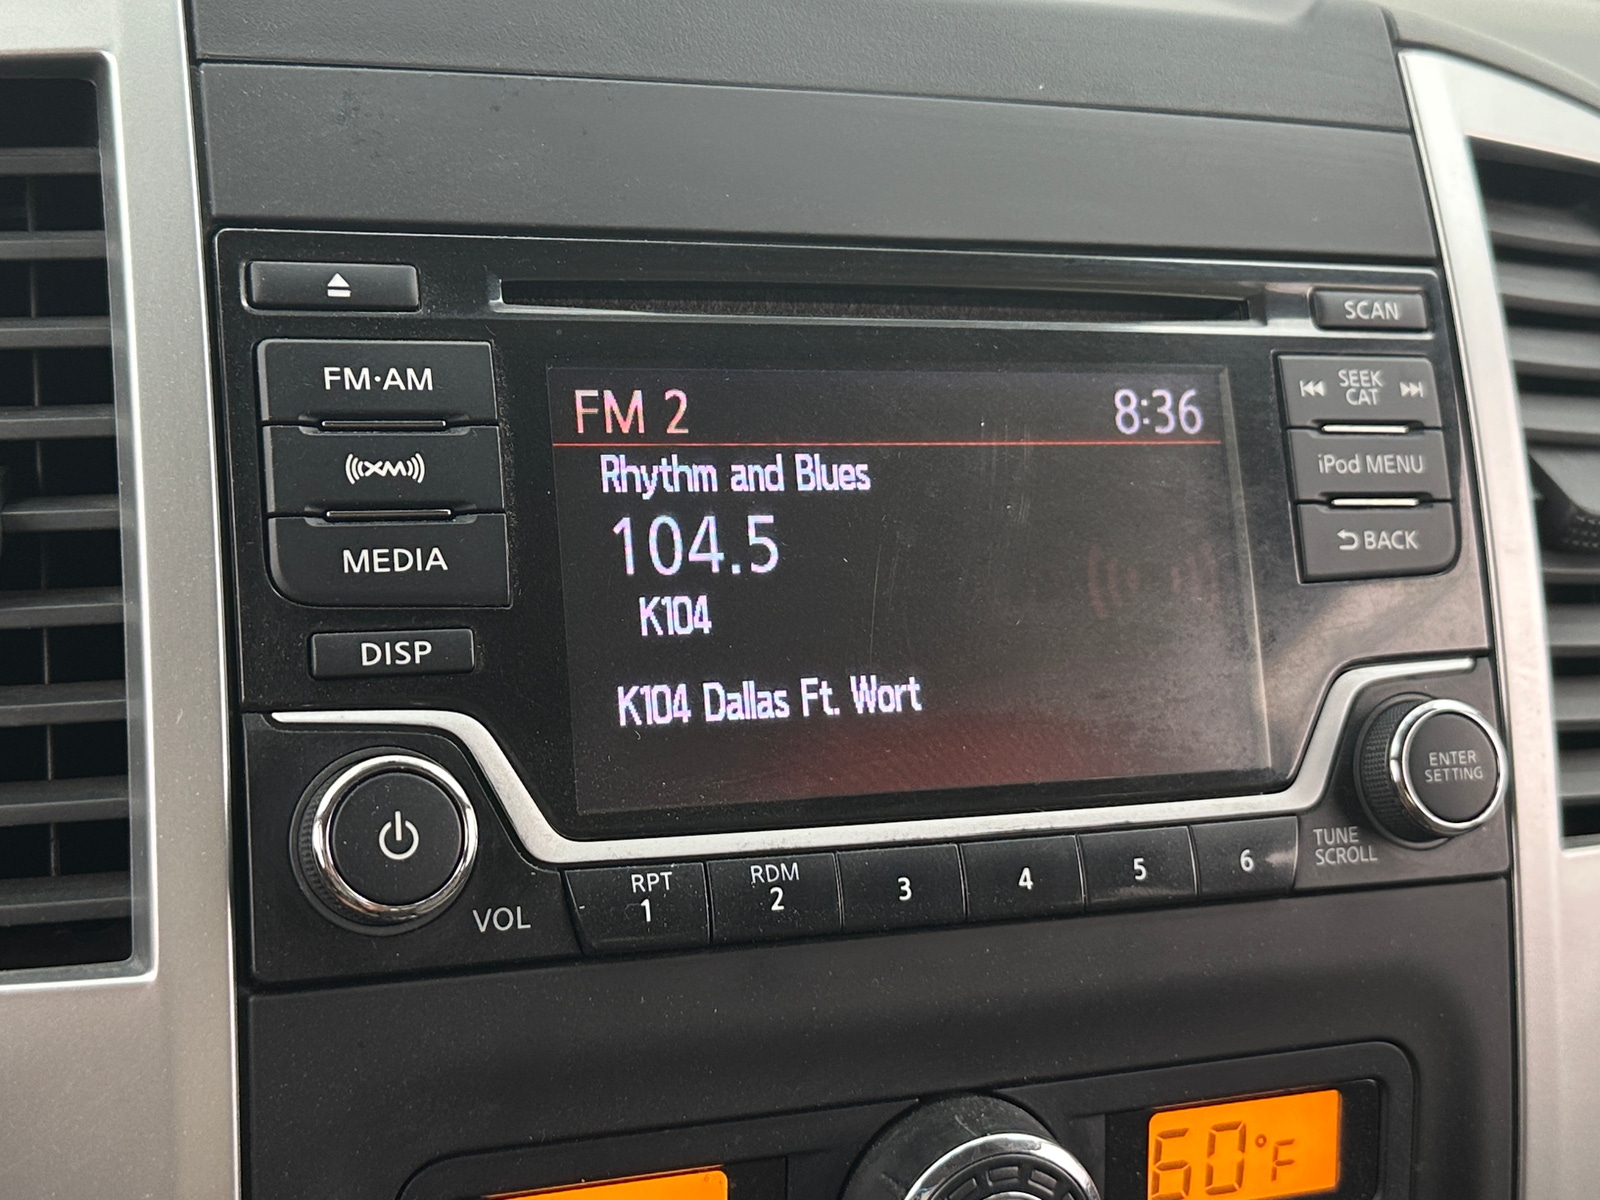 SCAN
FM·AM
SEEK
CAT
FM 2 8:36
XM
Rhythm and Blues
iPod MENU
104.5
BACK
MEDIA
K104
DISP
K104 Dallas Ft. Wort
ENTER
SETTING
TUNE
SCROLL
VOL
RPT
1
RDM
2
3
4
5
6
60°F